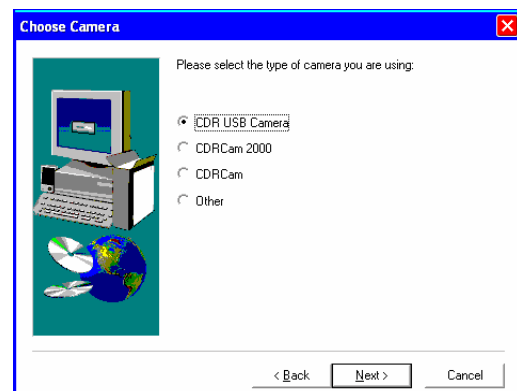 Choose Camera
Please select the type of camera you are using:
CDR USB Camera
CDRCam 2000
CDRCam
Other
< Back Next > Cancel